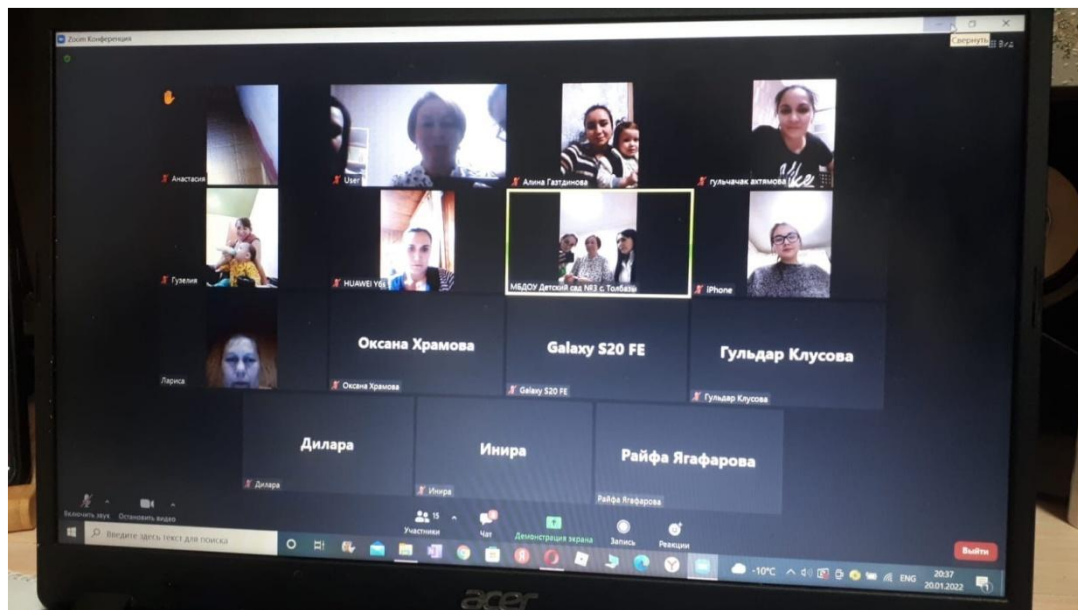 Zoom Конференция
Свернуть
Вид
Анастасия
User
Алина Газтдинова
гульчачак ахтямова
Nike
Гузелия
HUAWEI Y6s
МБДОУ Детский сад №3 с. Толбазы
iPhone
Лариса
Оксана Храмова
Оксана Храмова
Galaxy S20 FE
Galaxy S20 FE
Гульдар Клусова
Гульдар Клусова
Дилара
Дилара
Инира
Инира
Райфа Ягафарова
Райфа Ягафарова
Включить звук
Остановить видео
15
Участники
Чат
Демонстрация экрана
Запись
Реакции
Выйти
Введите здесь текст для поиска
-10°C
ENG
20:37
20.01.2022
acer